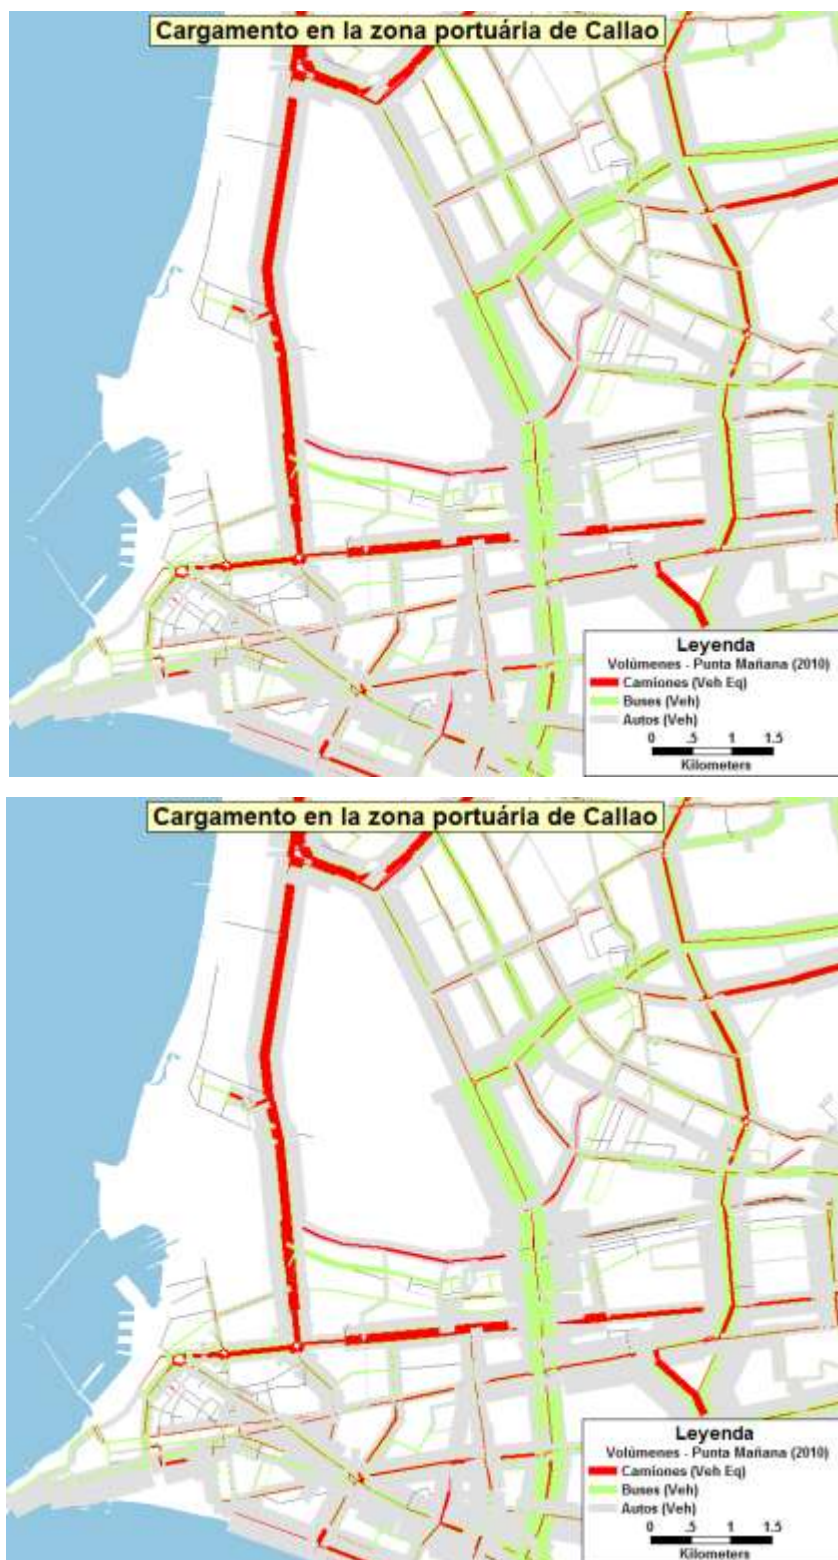 Cargamento en la zona portuária de Callao
Leyenda
Volúmenes - Punta Mañana (2010)
Camiones (Veh Eq)
Buses (Veh)
Autos (Veh)
0 .5 1 1.5
Kilometers
Cargamento en la zona portuária de Callao
Leyenda
Volúmenes - Punta Mañana (2010)
Camiones (Veh Eq)
Buses (Veh)
Autos (Veh)
0 .5 1 1.5
Kilometers